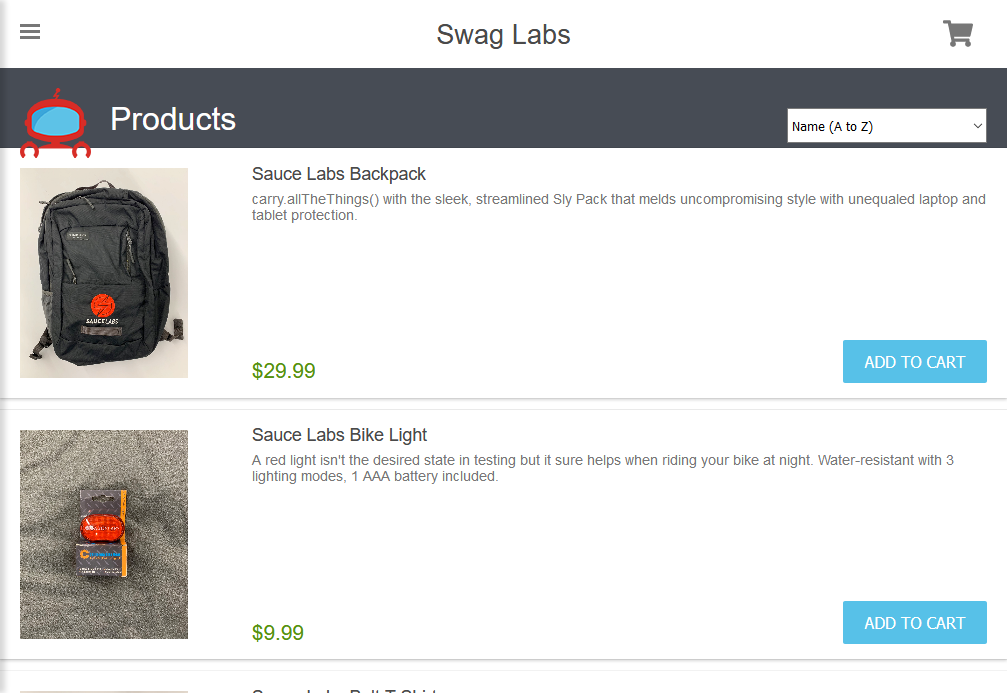 Swag Labs
Products
Name (A to Z)
Sauce Labs Backpack
carry.allTheThings() with the sleek, streamlined Sly Pack that melds uncompromising style with unequaled laptop and
tablet protection.
SAUCELABS
$29.99
ADD TO CART
Sauce Labs Bike Light
A red light isn't the desired state in testing but it sure helps when riding your bike at night. Water-resistant with 3
lighting modes, 1 AAA battery included.
$9.99
ADD TO CART